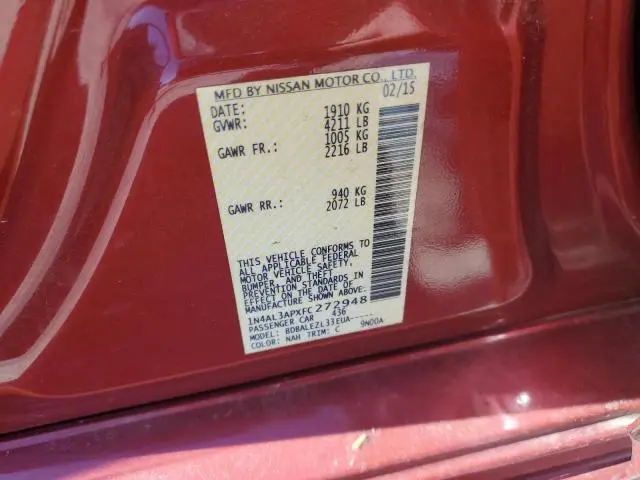 MFD BY NISSAN MOTOR CO., LTD.
DATE: 02/15
GVWR: 1910 KG
4211 LB
GAWR FR.: 1005 KG
2216 LB
GAWR RR.: 940 KG
2072 LB
THIS VEHICLE CONFORMS TO
ALL APPLICABLE FEDERAL
MOTOR VEHICLE SAFETY,
BUMPER, AND THEFT
PREVENTION STANDARDS IN
EFFECT ON THE DATE OF
MANUFACTURE SHOWN ABOVE.
1N4AL3APXFC272948
PASSENGER CAR 436
MODEL: BDBALEZL33EUA-----
COLOR: NAH TRIM: C 9N00A